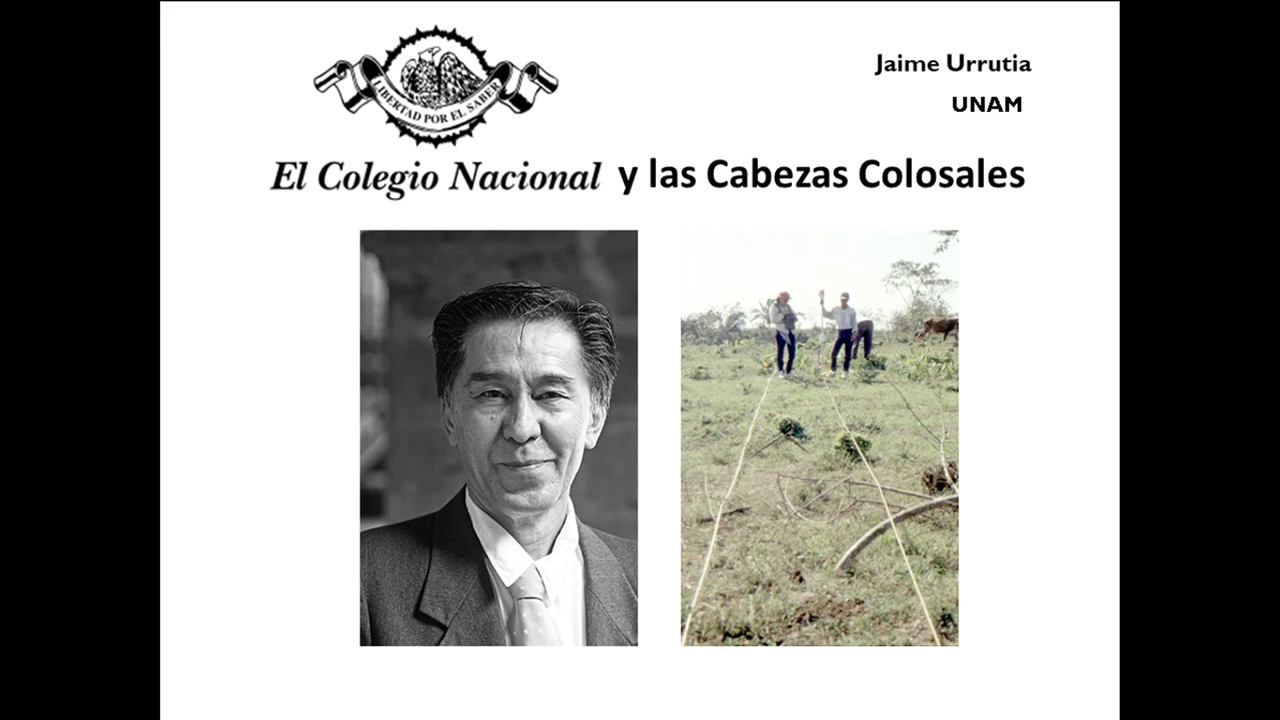 LIBERTAD POR EL SABER
Jaime Urrutia
UNAM
El Colegio Nacional y las Cabezas Colosales